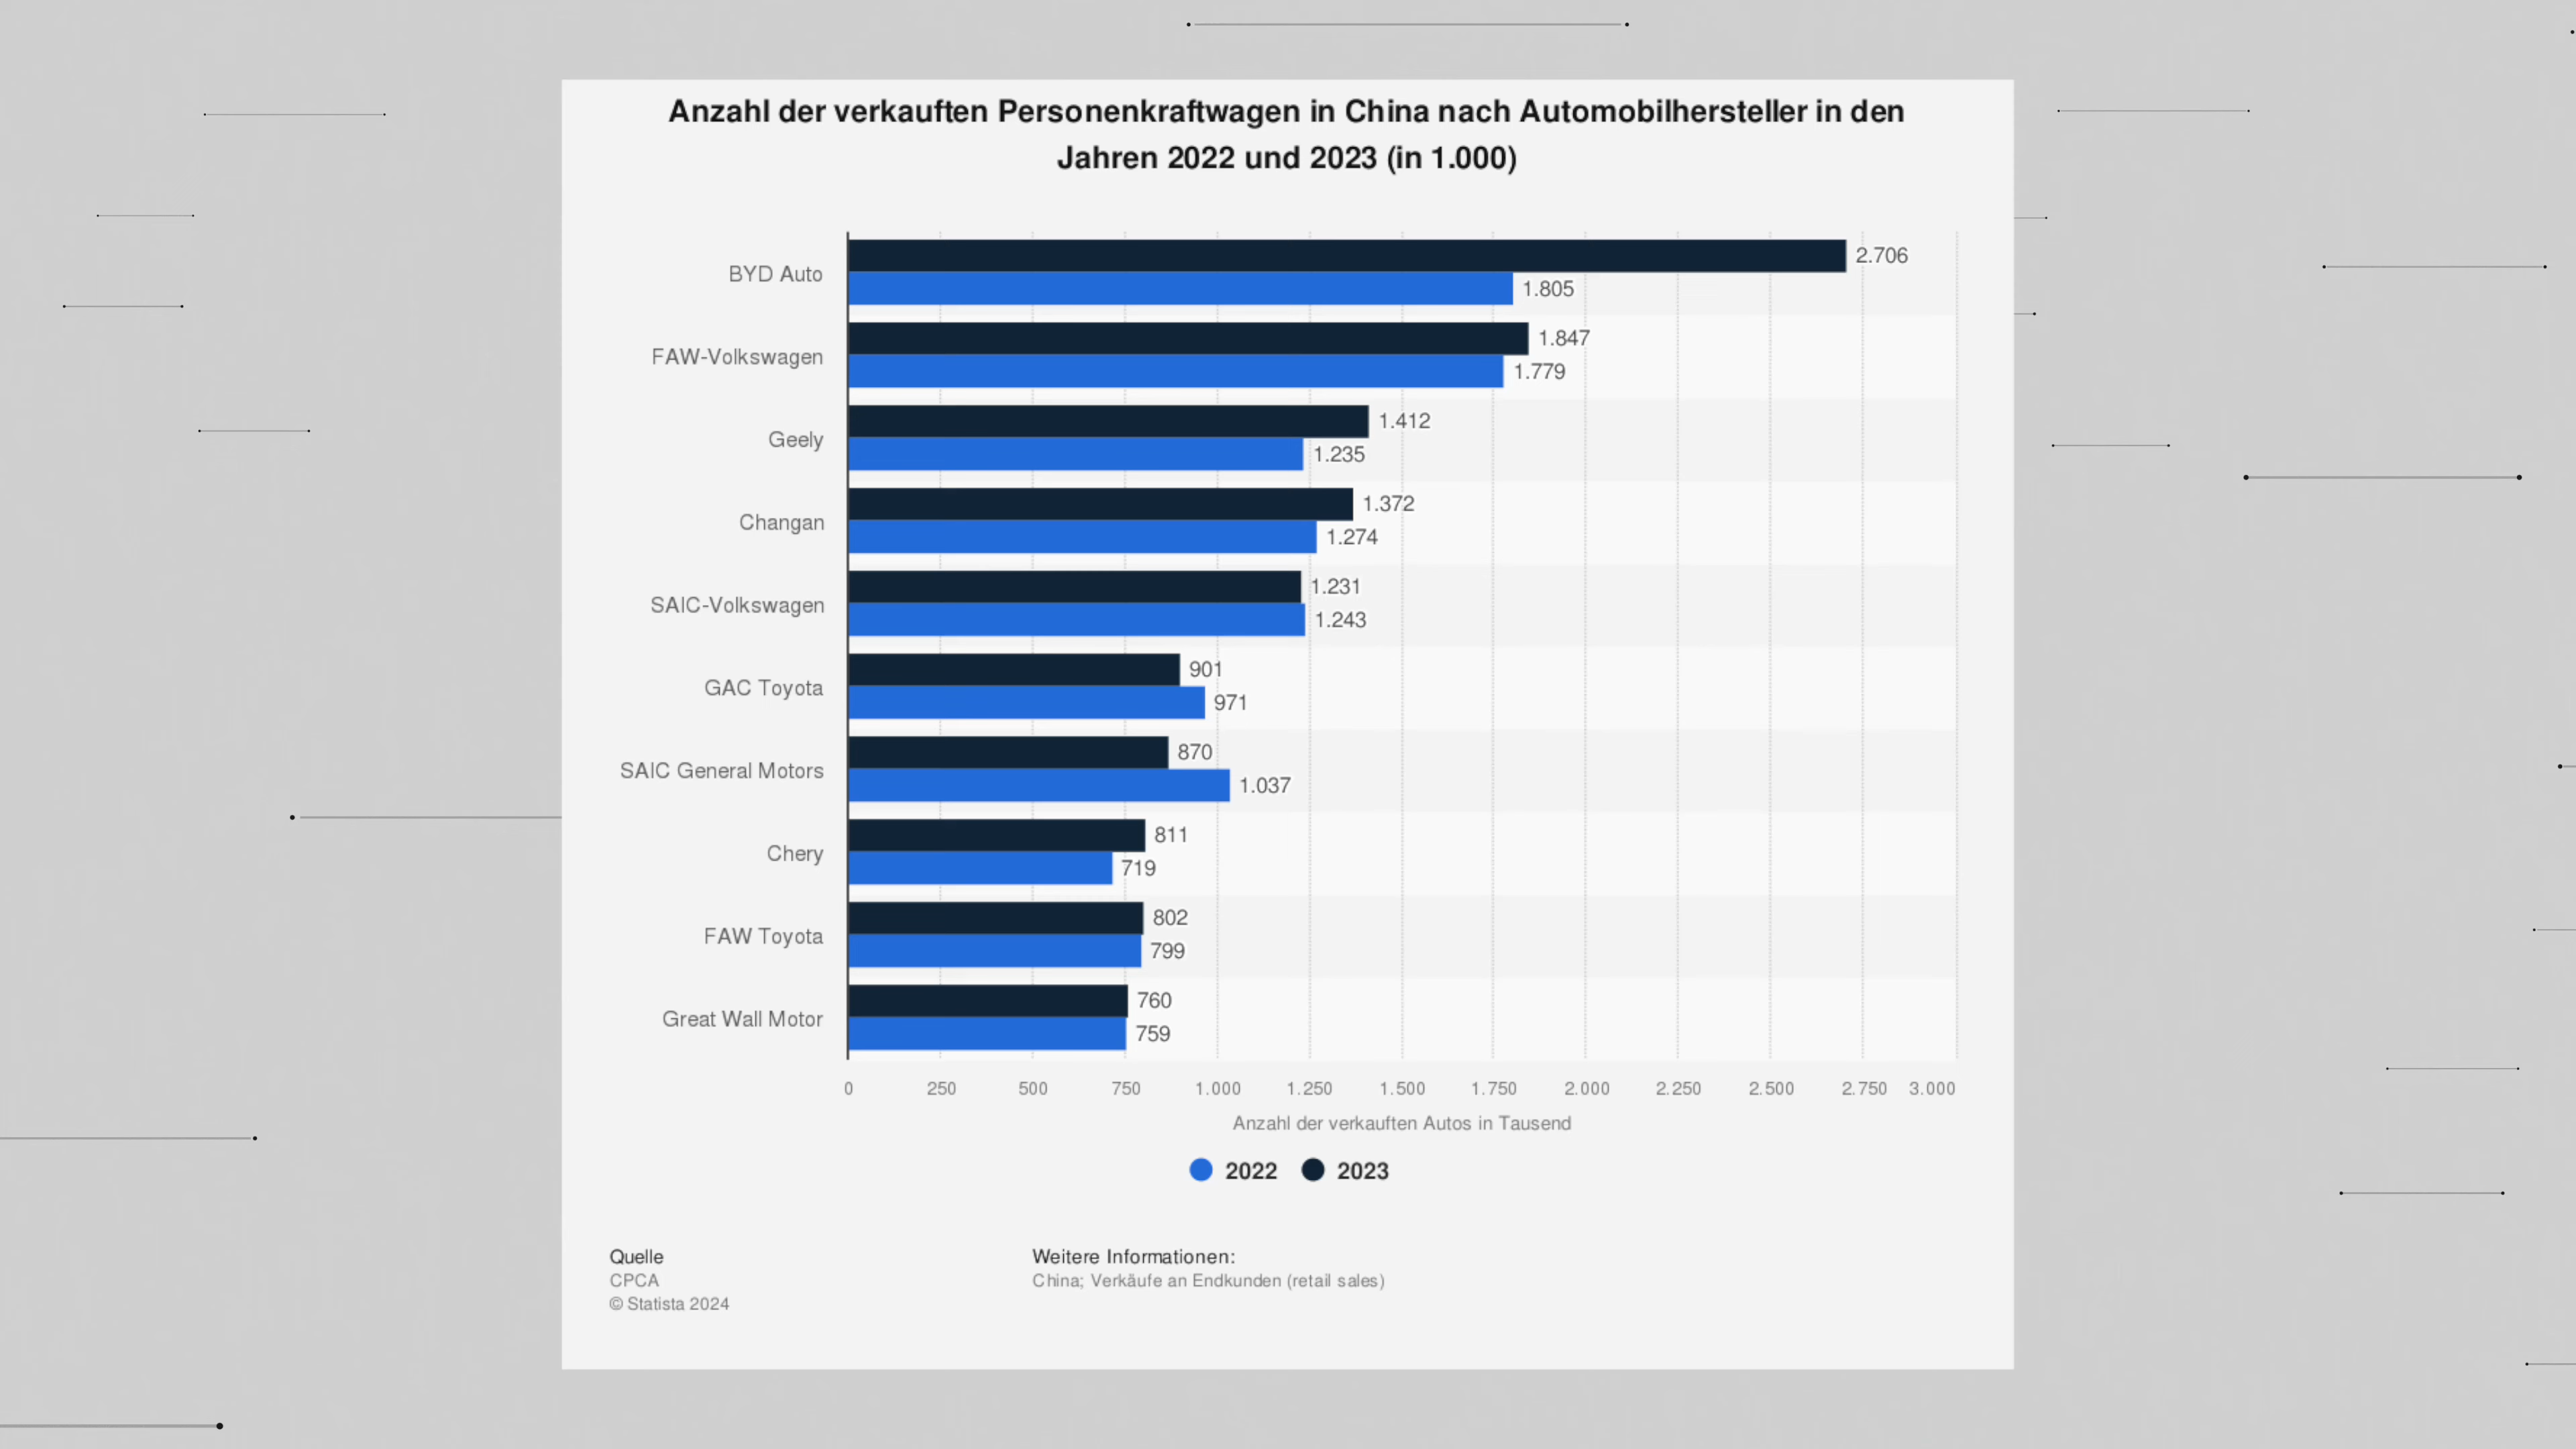 Anzahl der verkauften Personenkraftwagen in China nach Automobilhersteller in den
Jahren 2022 und 2023 (in 1.000)
BYD Auto
2.706
1.805
FAW-Volkswagen
1.847
1.779
Geely
1.412
1.235
Changan
1.372
1.274
SAIC-Volkswagen
1.231
1.243
GAC Toyota
901
971
SAIC General Motors
870
1.037
Chery
811
719
FAW Toyota
802
799
Great Wall Motor
760
759
0 250 500 750 1.000 1.250 1.500 1.750 2.000 2.250 2.500 2.750 3.000
Anzahl der verkauften Autos in Tausend
2022 2023
Quelle
CPCA
© Statista 2024
Weitere Informationen:
China; Verkäufe an Endkunden (retail sales)